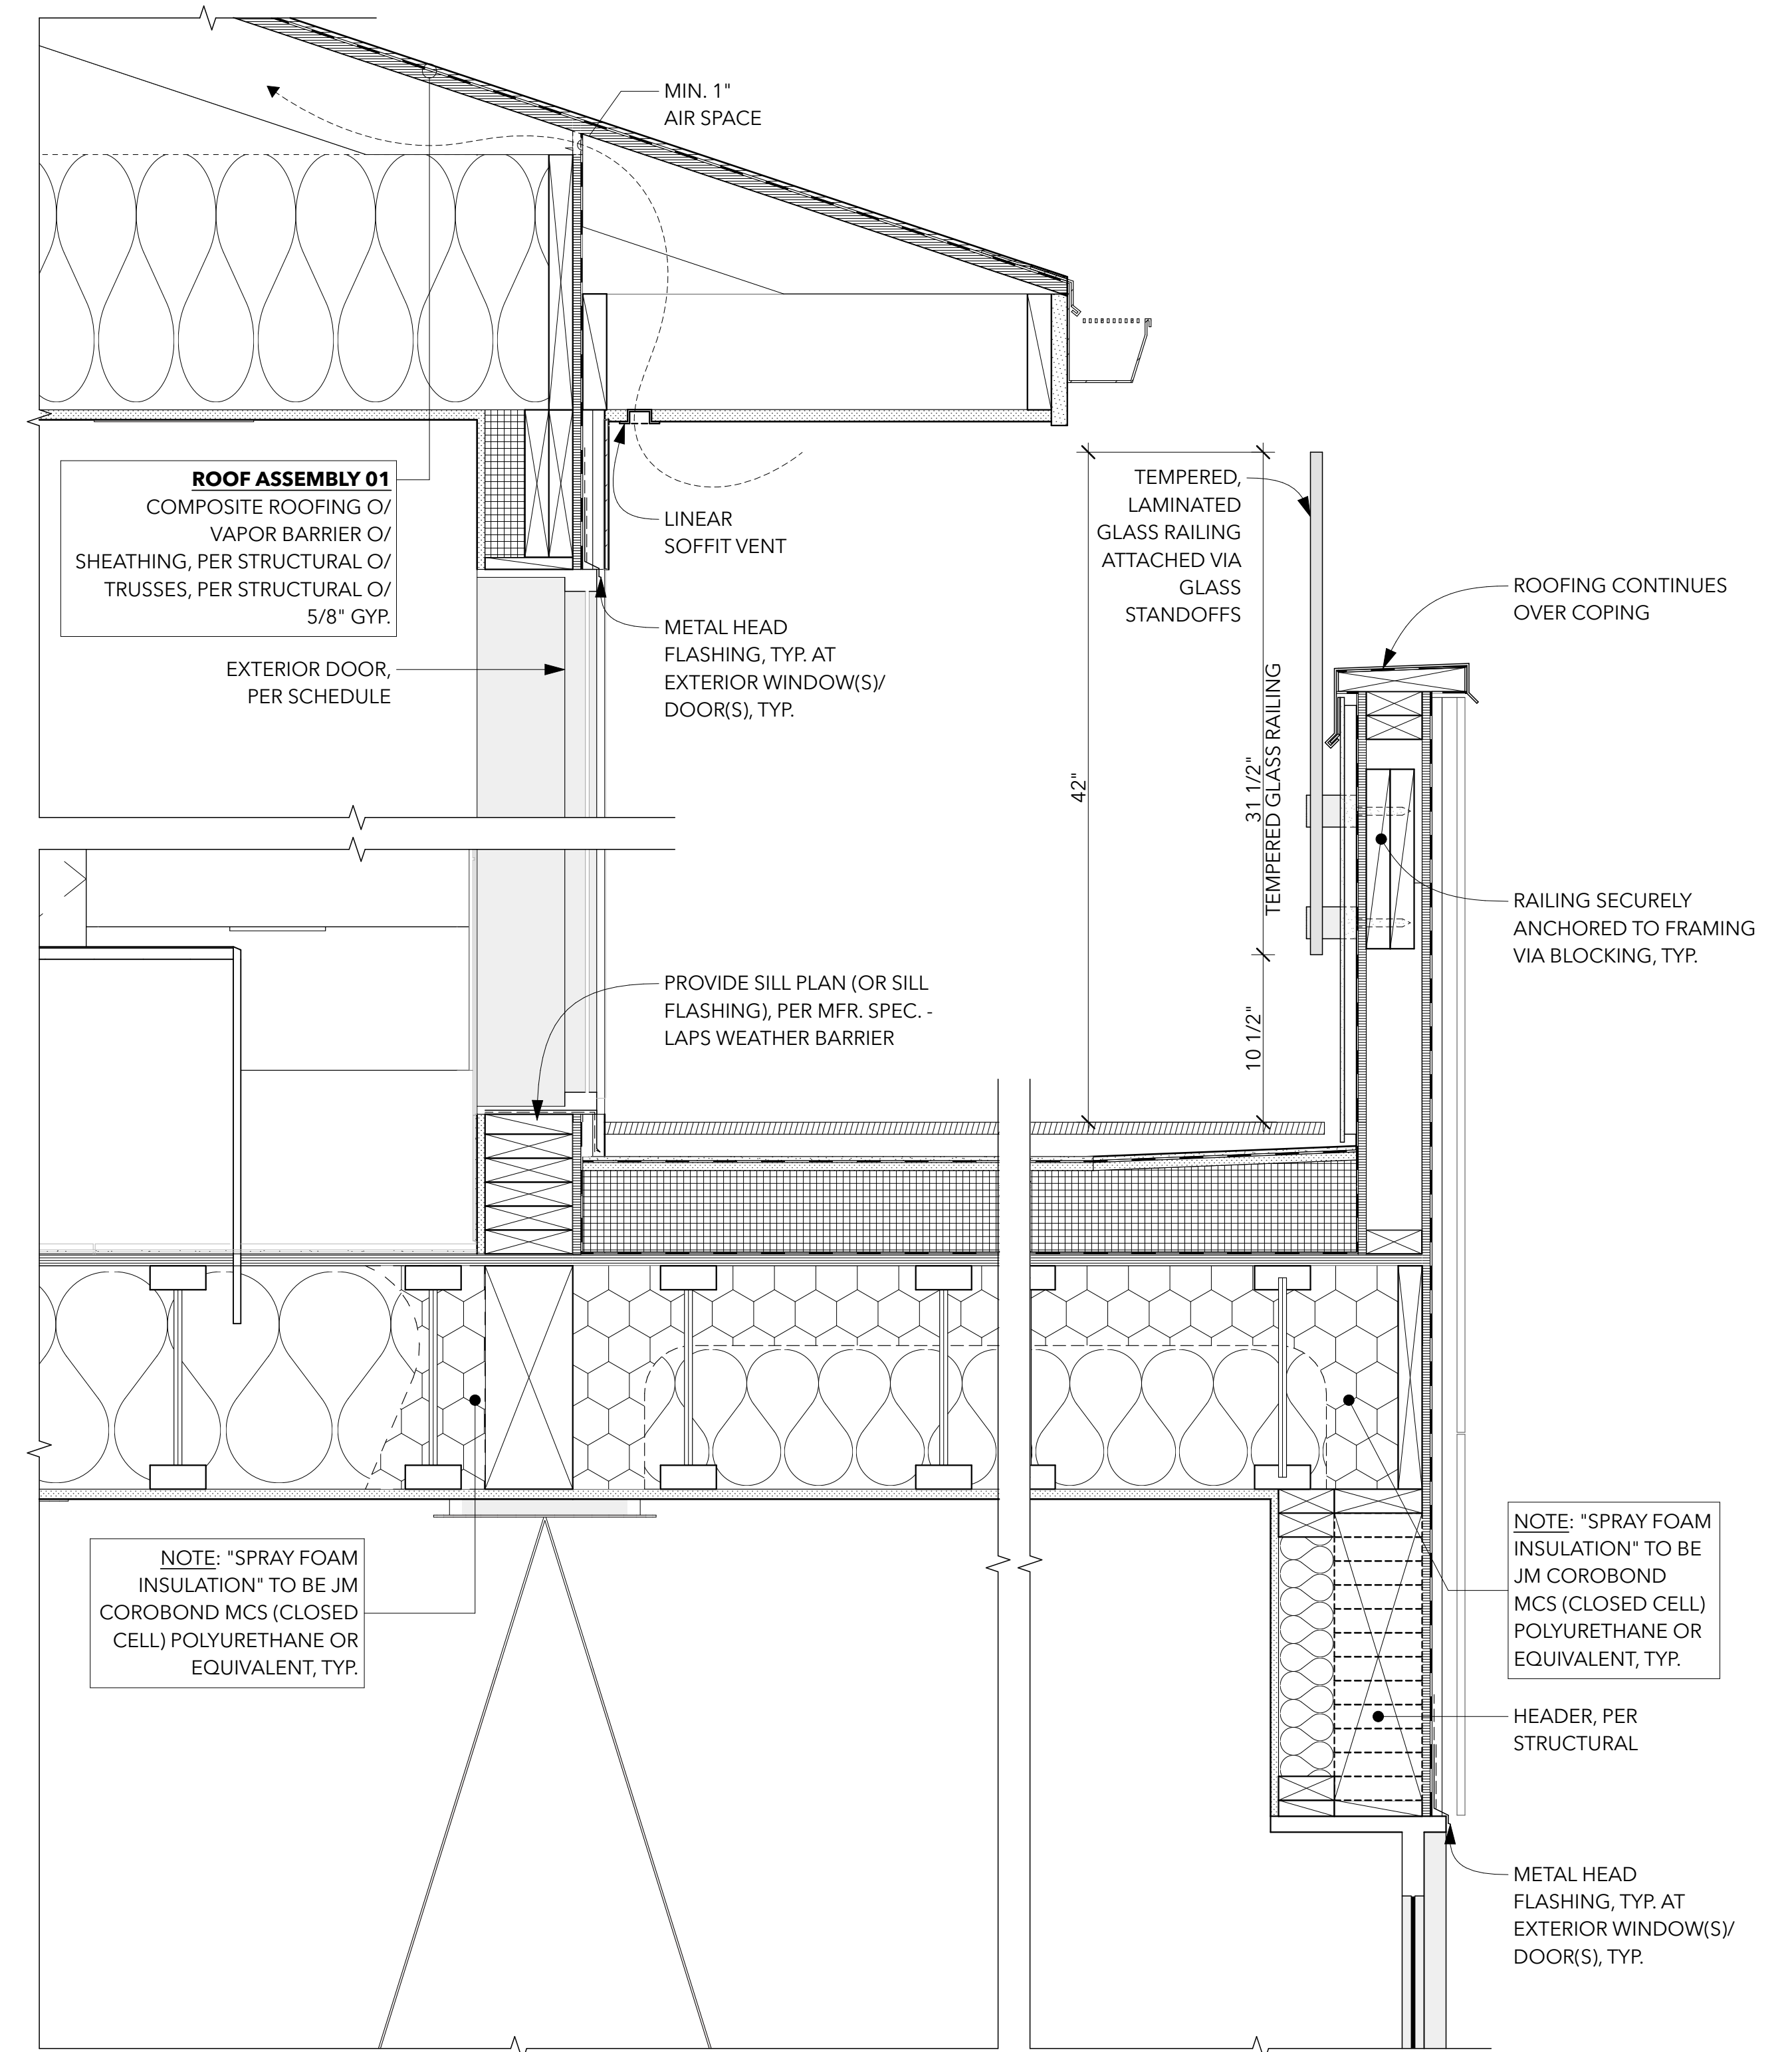 MIN. 1"
AIR SPACE
ROOF ASSEMBLY 01
COMPOSITE ROOFING O/
VAPOR BARRIER O/
SHEATHING, PER STRUCTURAL O/
TRUSSES, PER STRUCTURAL O/
5/8" GYP.
EXTERIOR DOOR,
PER SCHEDULE
LINEAR
SOFFIT VENT
METAL HEAD
FLASHING, TYP. AT
EXTERIOR WINDOW(S)/
DOOR(S), TYP.
TEMPERED,
LAMINATED
GLASS RAILING
ATTACHED VIA
GLASS
STANDOFFS
ROOFING CONTINUES
OVER COPING
42"
31 1/2"
TEMPERED GLASS RAILING
10 1/2"
RAILING SECURELY
ANCHORED TO FRAMING
VIA BLOCKING, TYP.
PROVIDE SILL PLAN (OR SILL
FLASHING), PER MFR. SPEC. -
LAPS WEATHER BARRIER
NOTE: "SPRAY FOAM
INSULATION" TO BE JM
COROBOND MCS (CLOSED
CELL) POLYURETHANE OR
EQUIVALENT, TYP.
NOTE: "SPRAY FOAM
INSULATION" TO BE
JM COROBOND
MCS (CLOSED CELL)
POLYURETHANE OR
EQUIVALENT, TYP.
HEADER, PER
STRUCTURAL
METAL HEAD
FLASHING, TYP. AT
EXTERIOR WINDOW(S)/
DOOR(S), TYP.